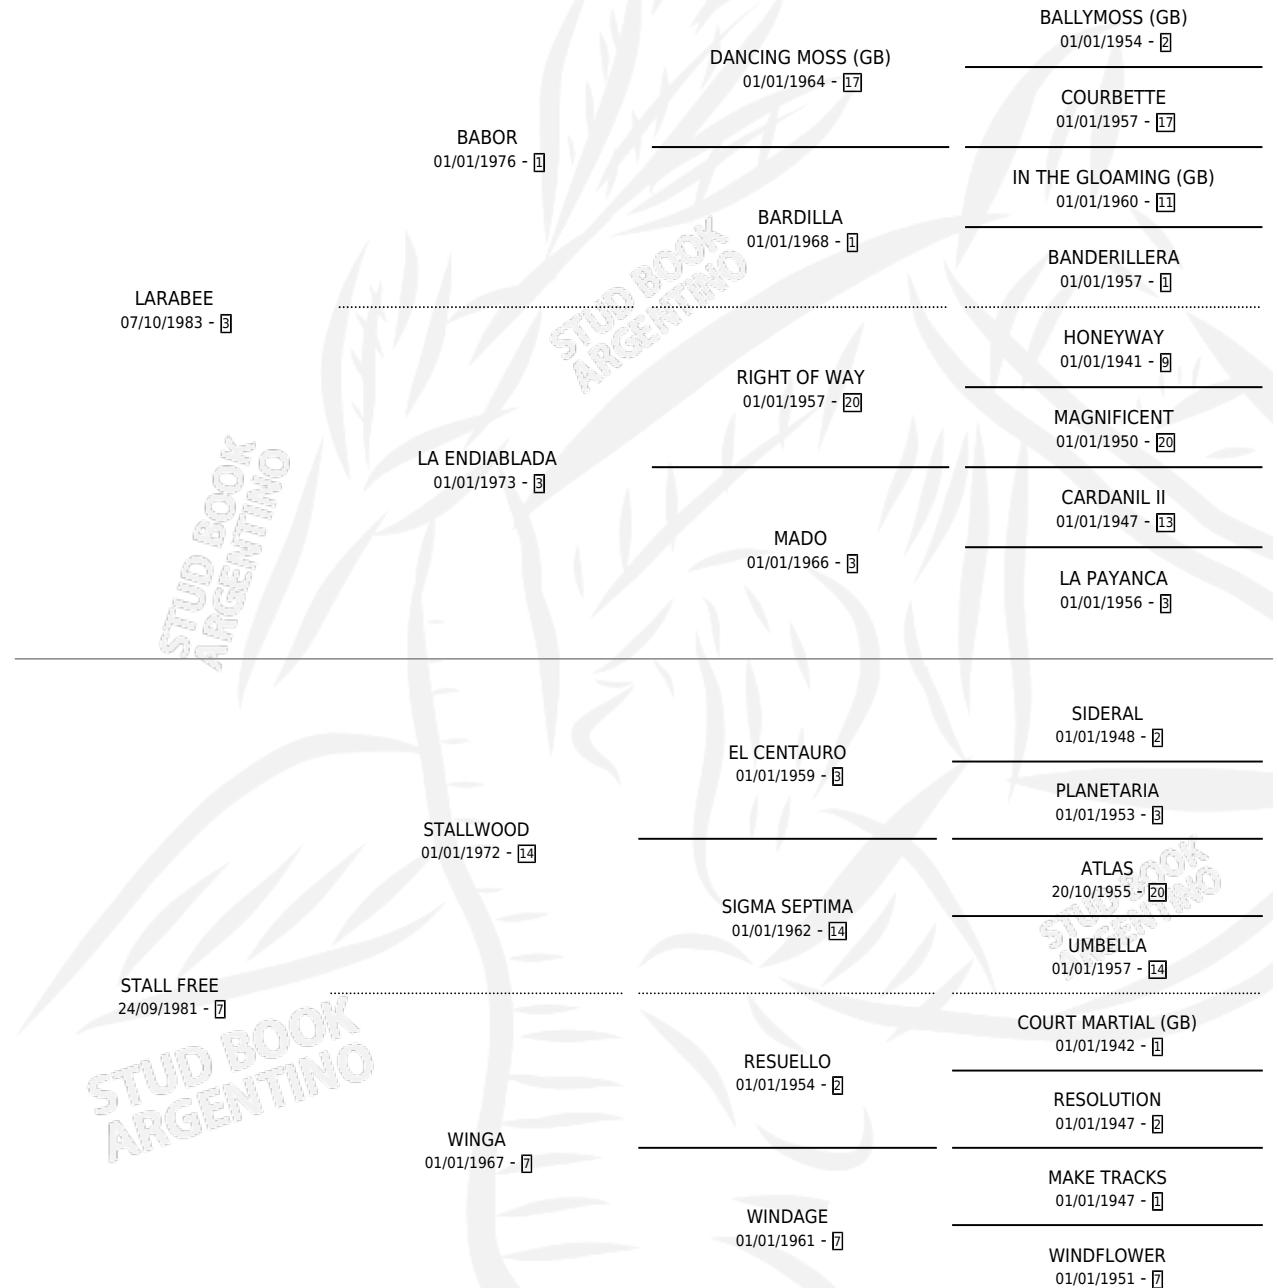 BALLYMOSS (GB)
01/01/1954 - 2
DANCING MOSS (GB)
01/01/1964 - 17
COURBETTE
01/01/1957 - 17
BABOR
01/01/1976 - 1
IN THE GLOAMING (GB)
01/01/1960 - 11
BARDILLA
01/01/1968 - 1
BANDERILLERA
01/01/1957 - 1
LARABEE
07/10/1983 - 3
HONEYWAY
01/01/1941 - 9
RIGHT OF WAY
01/01/1957 - 20
MAGNIFICENT
01/01/1950 - 20
LA ENDIABLADA
01/01/1973 - 3
CARDANIL II
01/01/1947 - 13
MADO
01/01/1966 - 3
LA PAYANCA
01/01/1956 - 3
SIDERAL
01/01/1948 - 2
EL CENTAURO
01/01/1959 - 3
PLANETARIA
01/01/1953 - 3
STALLWOOD
01/01/1972 - 14
ATLAS
20/10/1955 - 20
SIGMA SEPTIMA
01/01/1962 - 14
UMBELLA
01/01/1957 - 14
STALL FREE
24/09/1981 - 7
COURT MARTIAL (GB)
01/01/1942 - 1
RESUELLO
01/01/1954 - 2
RESOLUTION
01/01/1947 - 2
WINGA
01/01/1967 - 7
MAKE TRACKS
01/01/1947 - 1
WINDAGE
01/01/1961 - 7
WINDFLOWER
01/01/1951 - 7
STUD BOOK
ARGENTINO
STUD BOOK
ARGENTINO
STUD BOOK
ARGENTINO
STUD BOOK
ARGENTINO